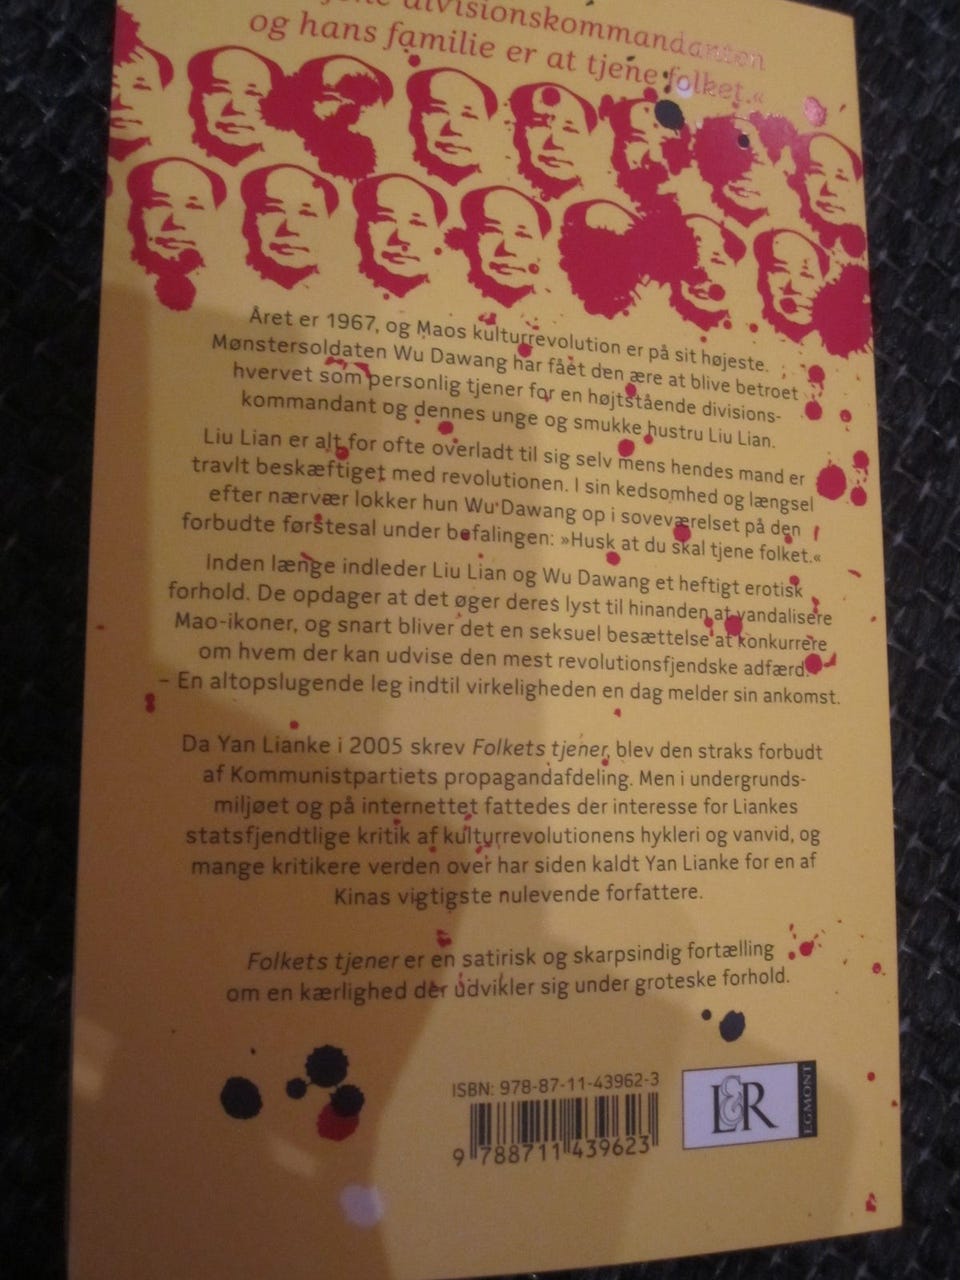 tjene divisionskommandanten
og hans familie er at tjene folket.«
Året er 1967, og Maos kulturrevolution er på sit højeste.
Mønstersoldaten Wu Dawang har fået den ære at blive betroet
hvervet som personlig tjener for en højtstående divisions-
kommandant og dennes unge og smukke hustru Liu Lian.
Liu Lian er alt for ofte overladt til sig selv mens hendes mand er
travlt beskæftiget med revolutionen. I sin kedsomhed og længsel
efter nærvær lokker hun Wu Dawang op i soveværelset på den
forbudte førstesal under befalingen: »Husk at du skal tjene folket.«
Inden længe indleder Liu Lian og Wu Dawang et heftigt erotisk
forhold. De opdager at det øger deres lyst til hinanden at vandalisere
Mao-ikoner, og snart bliver det en seksuel besættelse at konkurrere
om hvem der kan udvise den mest revolutionsfjendske adfærd.
– En altopslugende leg indtil virkeligheden en dag melder sin ankomst.
Da Yan Lianke i 2005 skrev Folkets tjener, blev den straks forbudt
af Kommunistpartiets propagandafdeling. Men i undergrunds-
miljøet og på internettet fattedes der interesse for Liankes
statsfjendtlige kritik af kulturrevolutionens hykleri og vanvid, og
mange kritikere verden over har siden kaldt Yan Lianke for en af
Kinas vigtigste nulevende forfattere.
Folkets tjener er en satirisk og skarpsindig fortælling
om en kærlighed der udvikler sig under groteske forhold.
ISBN: 978-87-11-43962-3
9 788711 439623
L&R
EGMONT